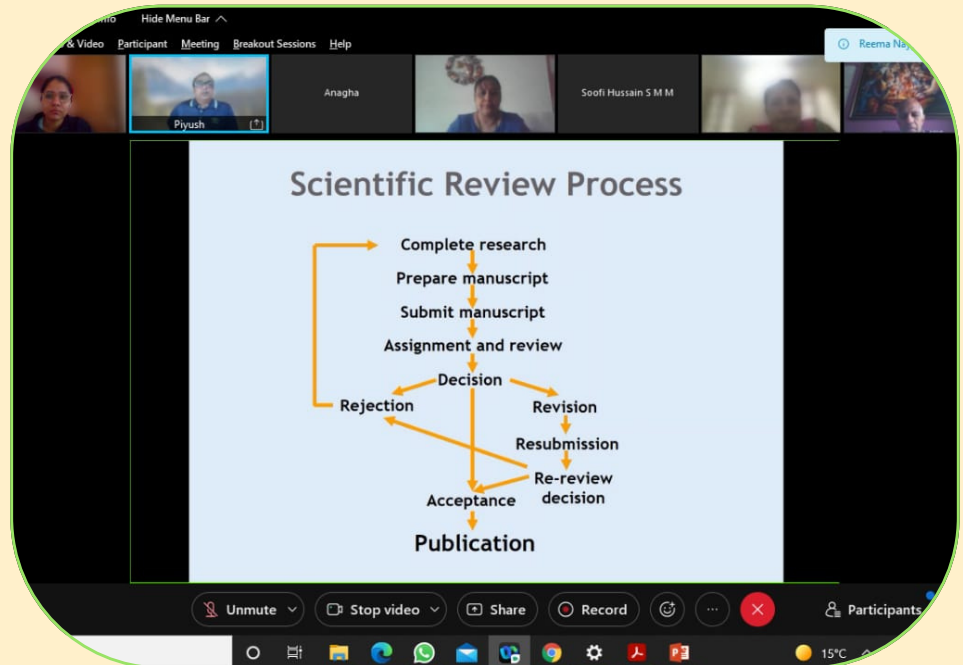 Hide Menu Bar
& Video Participant Meeting Breakout Sessions Help
Reema
Piyush
Anagha
Soofi Hussain S M M
Scientific Review Process
Complete research
Prepare manuscript
Submit manuscript
Assignment and review
Decision
Rejection
Revision
Resubmission
Re-review
decision
Acceptance
Publication
Unmute
Stop video
Share
Record
Participants
15°C